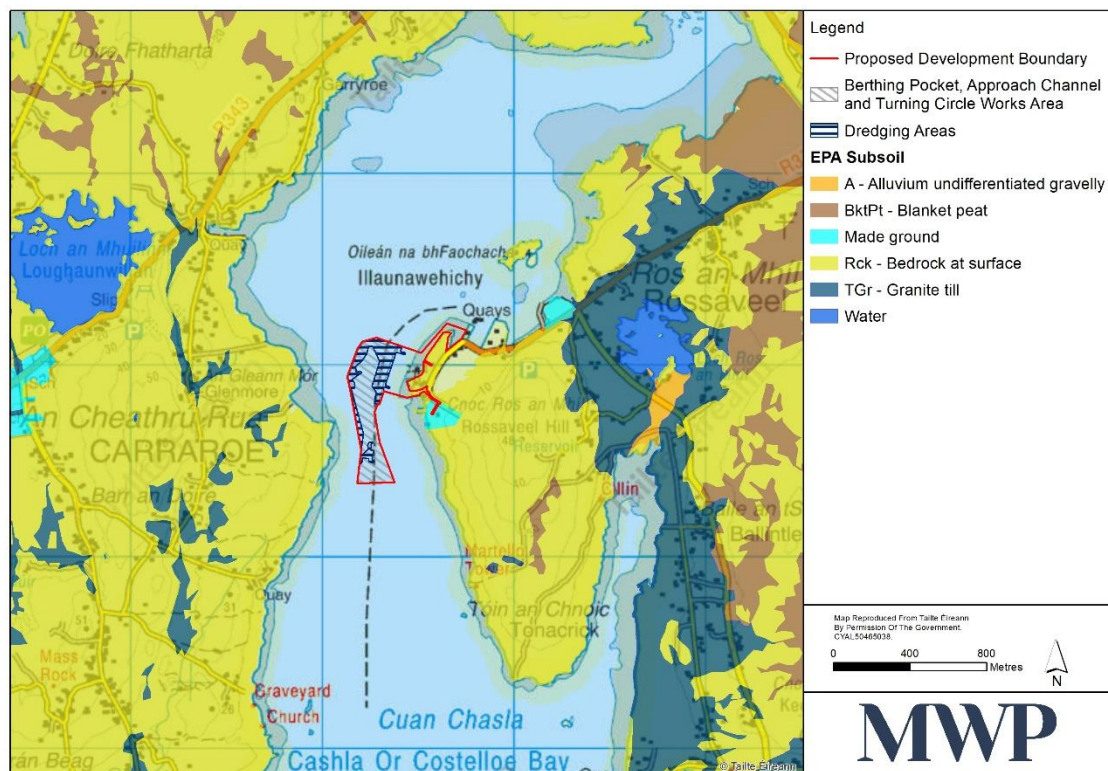 Doire Fhatharta
Garryroe
R343
Loch an Mhuilinn
Quay
Slip
P
PO
An Gleann Mór
Glenmore
An Cheathrú Rua
CARRAROE
Barr an Doire
Quay
Mass
Rock
Graveyard
Church
Oileán na bhFaochach
Illaunawehichy
Quays
P
Cnoc Ros an Mhíl
Rossaveel Hill
Reservoir
Martello
Tower
Tóin an Chnoic
Tonacrick
Cuan Chasla
Cashla Or Costelloe Bay
Sch
Ros an Mhíl
Rossaveel
Cillín
© Tailte Éireann
Legend
Proposed Development Boundary
Berthing Pocket, Approach Channel
and Turning Circle Works Area
Dredging Areas
EPA Subsoil
A - Alluvium undifferentiated gravelly
BktPt - Blanket peat
Made ground
Rck - Bedrock at surface
TGr - Granite till
Water
Map Reproduced From Tailte Éireann
By Permission Of The Government.
CYAL50465038.
0 400 800
Metres
N
MWP